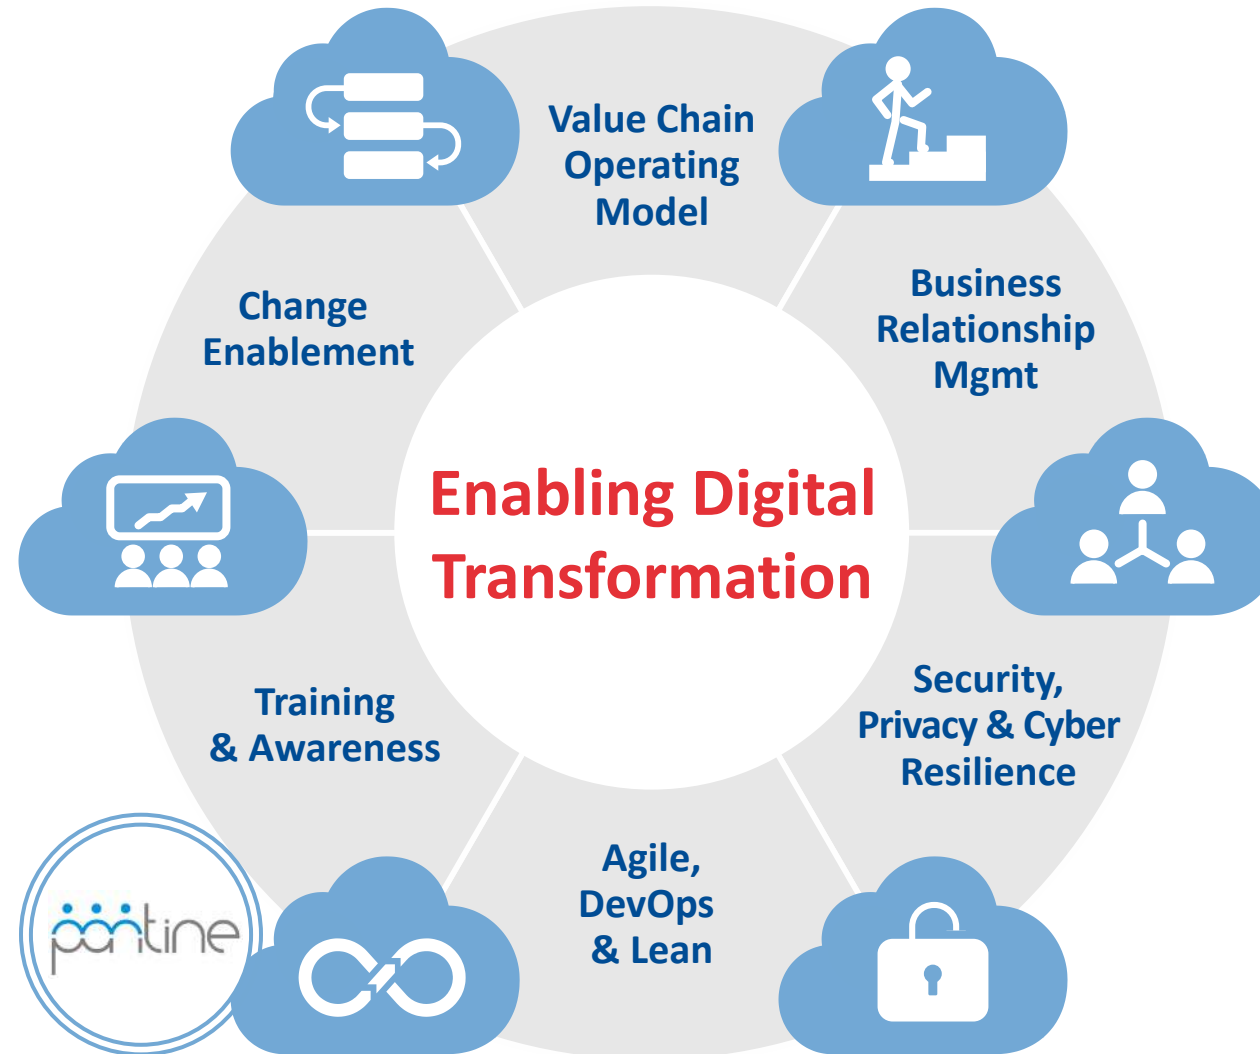 Value Chain
Operating
Model
Business
Relationship
Mgmt
Change
Enablement
Enabling Digital
Transformation
Security,
Privacy & Cyber
Resilience
Training
& Awareness
Agile,
DevOps
& Lean